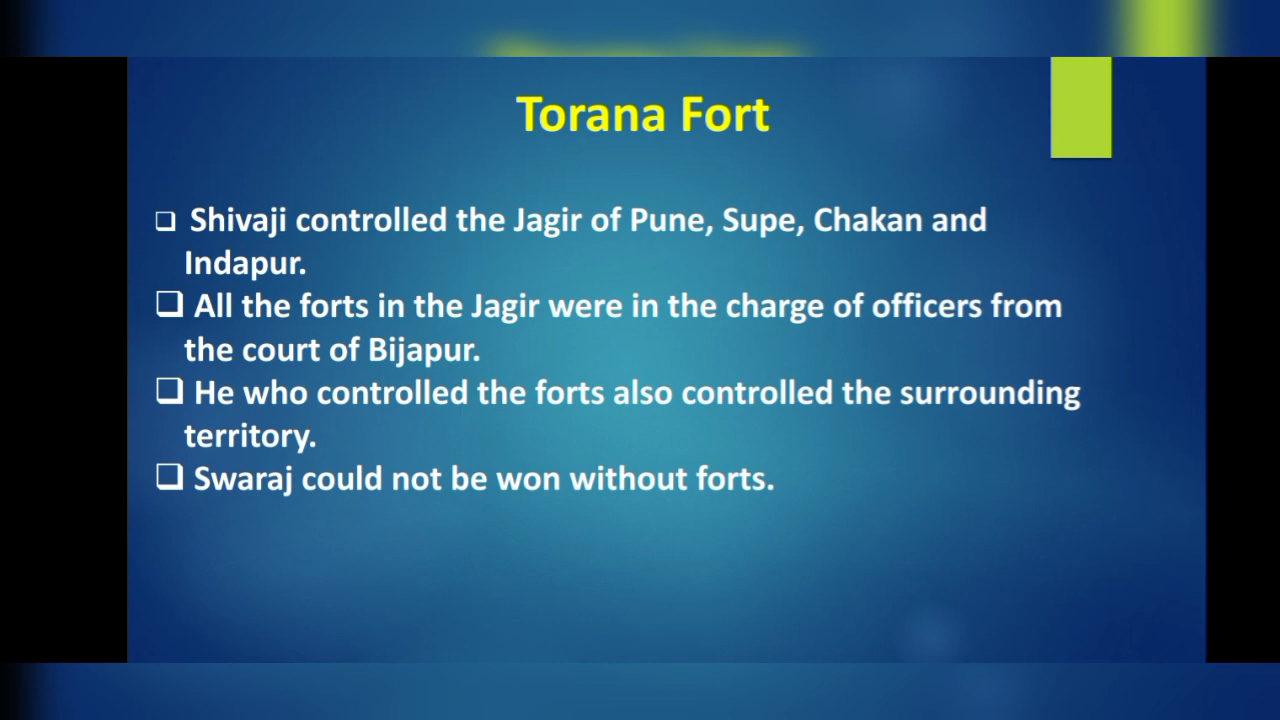 Torana Fort
❑ Shivaji controlled the Jagir of Pune, Supe, Chakan and
Indapur.
❑ All the forts in the Jagir were in the charge of officers from
the court of Bijapur.
❑ He who controlled the forts also controlled the surrounding
territory.
❑ Swaraj could not be won without forts.